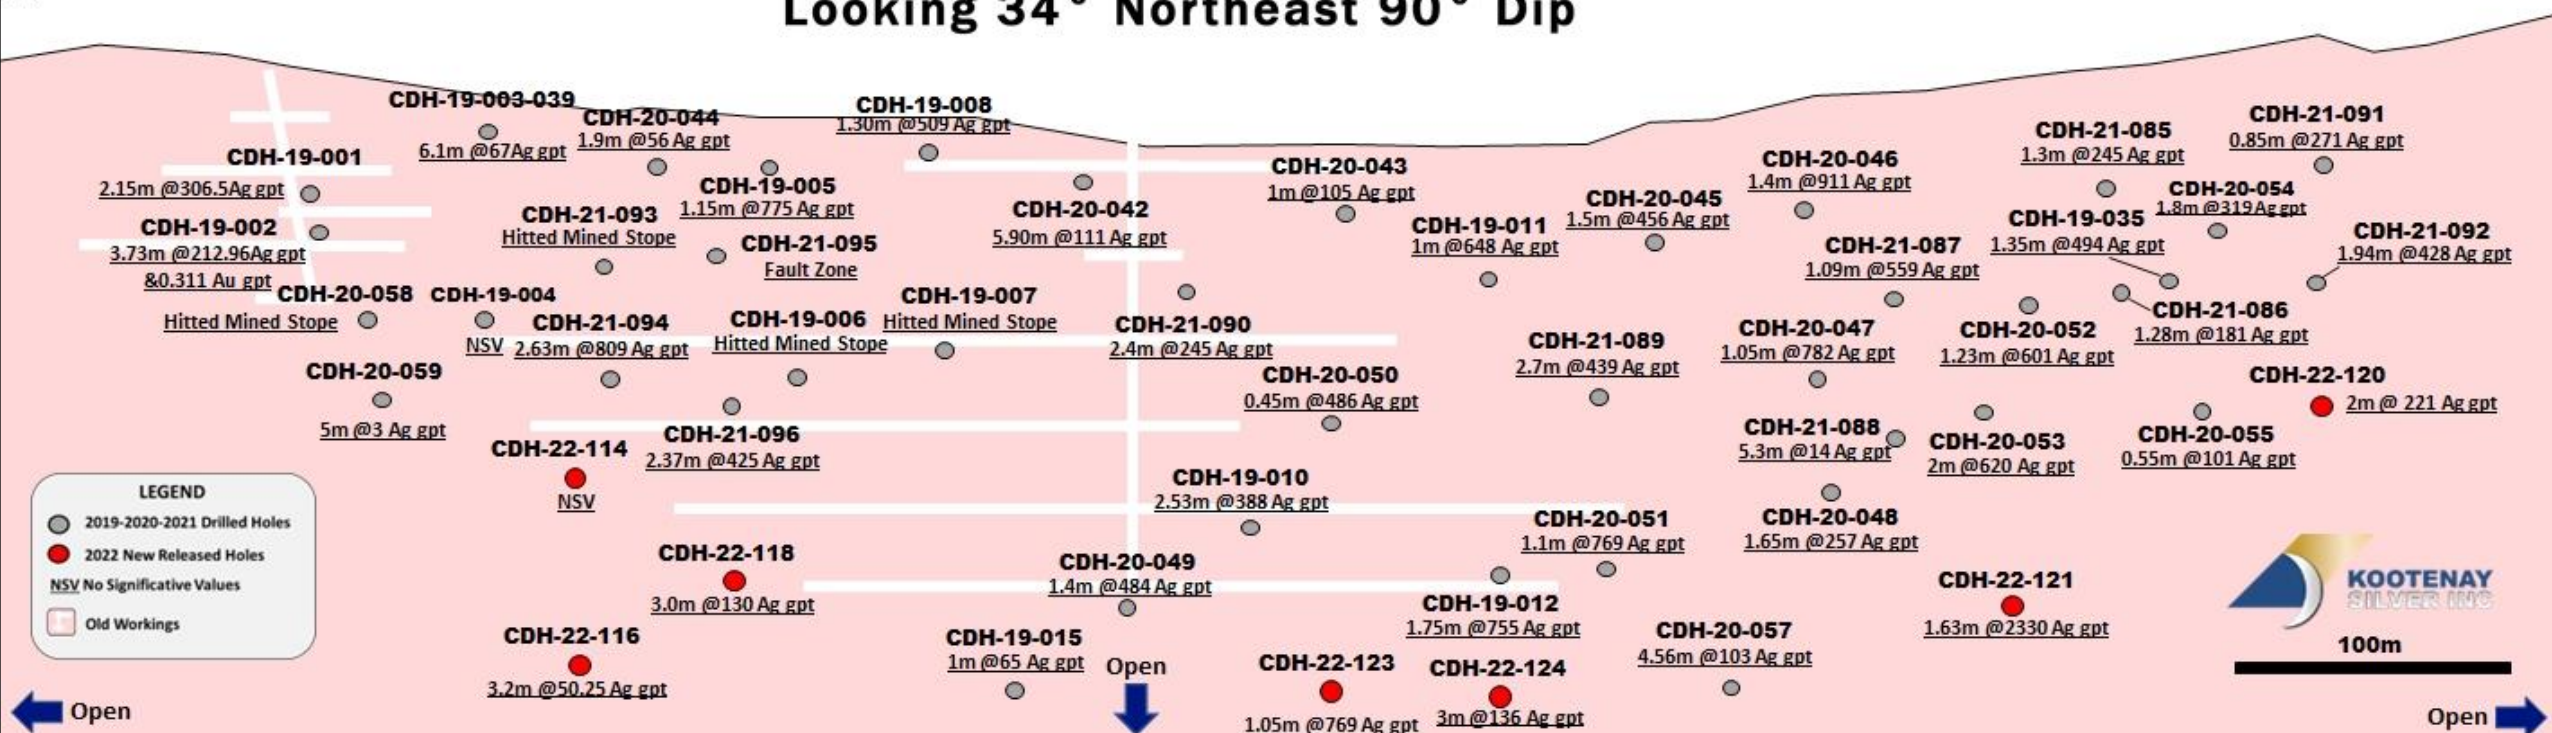 Looking 34° Northeast 90° Dip
CDH-19-003-039
6.1m @67Ag gpt
CDH-20-044
1.9m @56 Ag gpt
CDH-19-008
1.30m @509 Ag gpt
CDH-19-001
2.15m @306.5Ag gpt
CDH-19-002
3.73m @212.96Ag gpt
&0.311 Au gpt
CDH-19-005
1.15m @775 Ag gpt
CDH-21-093
Hitted Mined Stope
CDH-21-095
Fault Zone
CDH-20-042
5.90m @111 Ag gpt
CDH-20-043
1m @105 Ag gpt
CDH-19-011
1m @648 Ag gpt
CDH-20-045
1.5m @456 Ag gpt
CDH-20-046
1.4m @911 Ag gpt
CDH-21-085
1.3m @245 Ag gpt
CDH-21-091
0.85m @271 Ag gpt
CDH-20-054
1.8m @319 Ag gpt
CDH-19-035
1.35m @494 Ag gpt
CDH-21-092
1.94m @428 Ag gpt
CDH-21-087
1.09m @559 Ag gpt
CDH-20-058
Hitted Mined Stope
CDH-19-004
NSV
CDH-21-094
2.63m @809 Ag gpt
CDH-19-006
Hitted Mined Stope
CDH-19-007
Hitted Mined Stope
CDH-21-090
2.4m @245 Ag gpt
CDH-21-089
2.7m @439 Ag gpt
CDH-20-047
1.05m @782 Ag gpt
CDH-20-052
1.23m @601 Ag gpt
CDH-21-086
1.28m @181 Ag gpt
CDH-20-059
5m @3 Ag gpt
CDH-20-050
0.45m @486 Ag gpt
CDH-22-120
2m @ 221 Ag gpt
CDH-22-114
NSV
CDH-21-096
2.37m @425 Ag gpt
CDH-21-088
5.3m @14 Ag gpt
CDH-20-053
2m @620 Ag gpt
CDH-20-055
0.55m @101 Ag gpt
CDH-19-010
2.53m @388 Ag gpt
CDH-20-051
1.1m @769 Ag gpt
CDH-20-048
1.65m @257 Ag gpt
CDH-22-118
3.0m @130 Ag gpt
CDH-20-049
1.4m @484 Ag gpt
CDH-19-012
1.75m @755 Ag gpt
CDH-22-121
1.63m @2330 Ag gpt
CDH-22-116
3.2m @50.25 Ag gpt
CDH-19-015
1m @65 Ag gpt
CDH-22-123
1.05m @769 Ag gpt
CDH-22-124
3m @136 Ag gpt
CDH-20-057
4.56m @103 Ag gpt
LEGEND
2019-2020-2021 Drilled Holes
2022 New Released Holes
NSV No Significative Values
Old Workings
KOOTENAY
SILVER INC
100m
Open
Open
Open